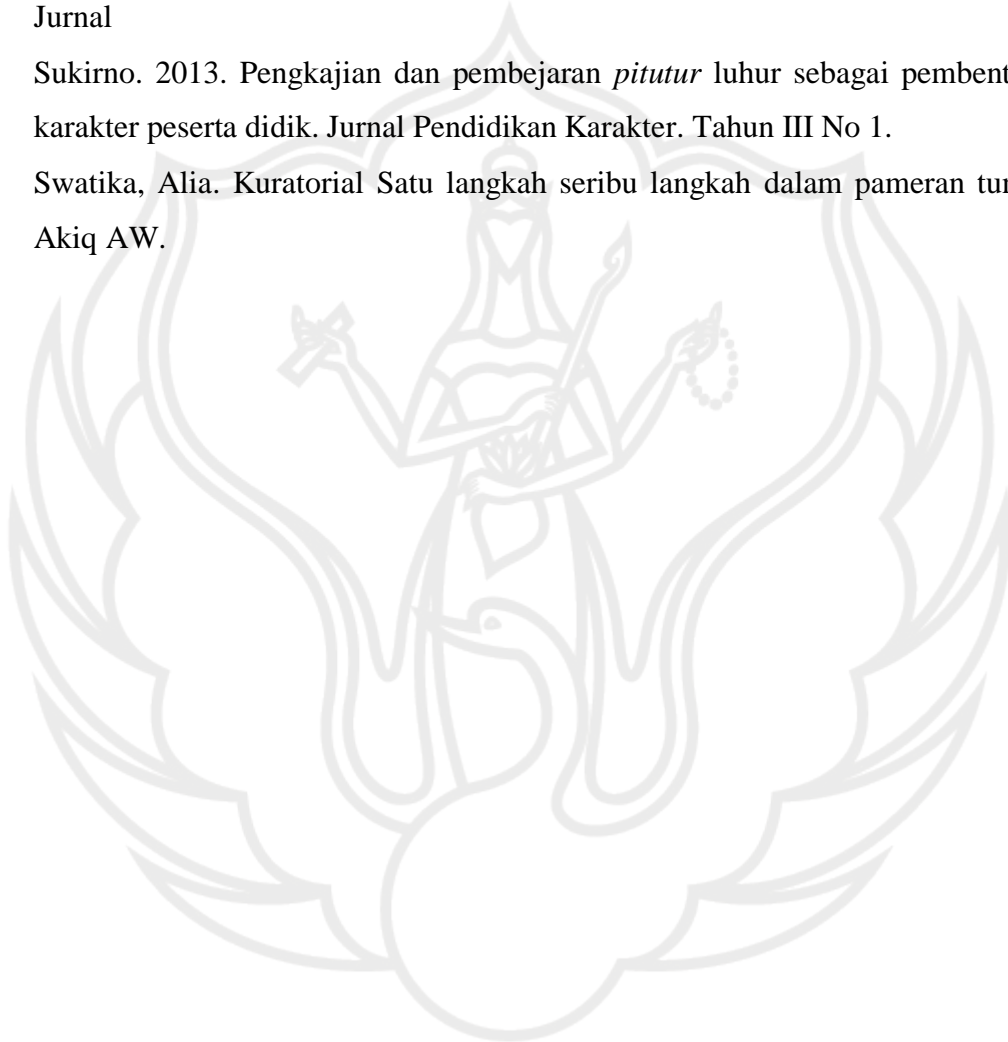 Jurnal
Sukirno. 2013. Pengkajian dan pembejaran pitutur luhur sebagai pembent
karakter peserta didik. Jurnal Pendidikan Karakter. Tahun III No 1.
Swatika, Alia. Kuratorial Satu langkah seribu langkah dalam pameran tun
Akiq AW.